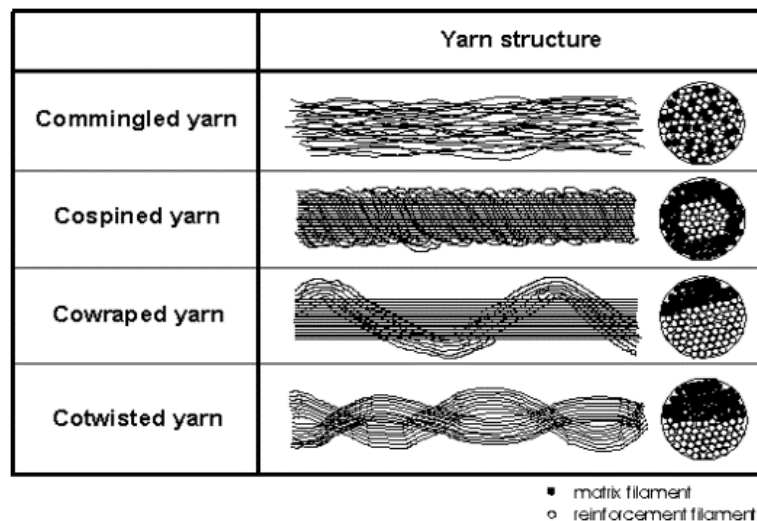 Yarn structure
Commingled yarn
Cospined yarn
Cowraped yarn
Cotwisted yarn
matrix filament
reinforcement filament